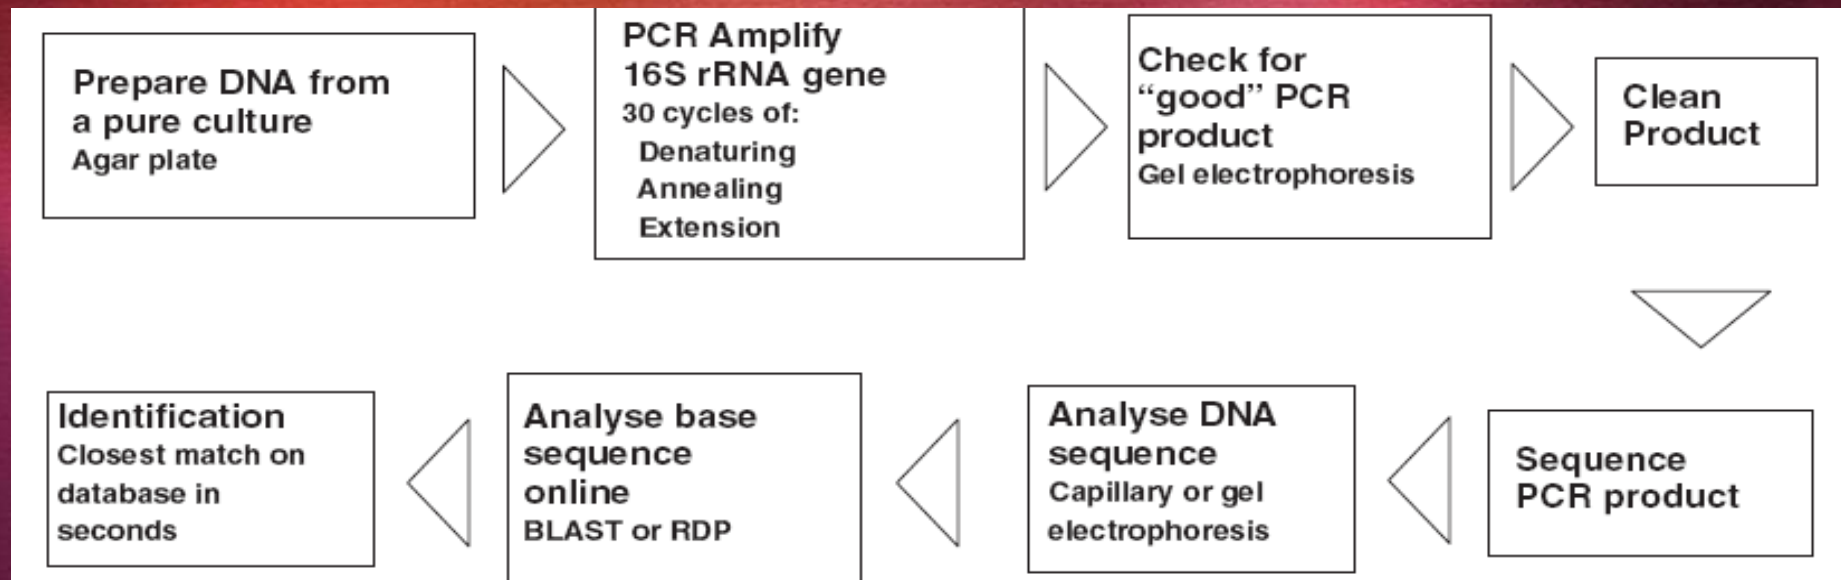 Prepare DNA from
a pure culture
Agar plate
PCR Amplify
16S rRNA gene
30 cycles of:
Denaturing
Annealing
Extension
Check for
“good” PCR
product
Gel electrophoresis
Clean
Product
Sequence
PCR product
Analyse DNA
sequence
Capillary or gel
electrophoresis
Analyse base
sequence
online
BLAST or RDP
Identification
Closest match on
database in
seconds